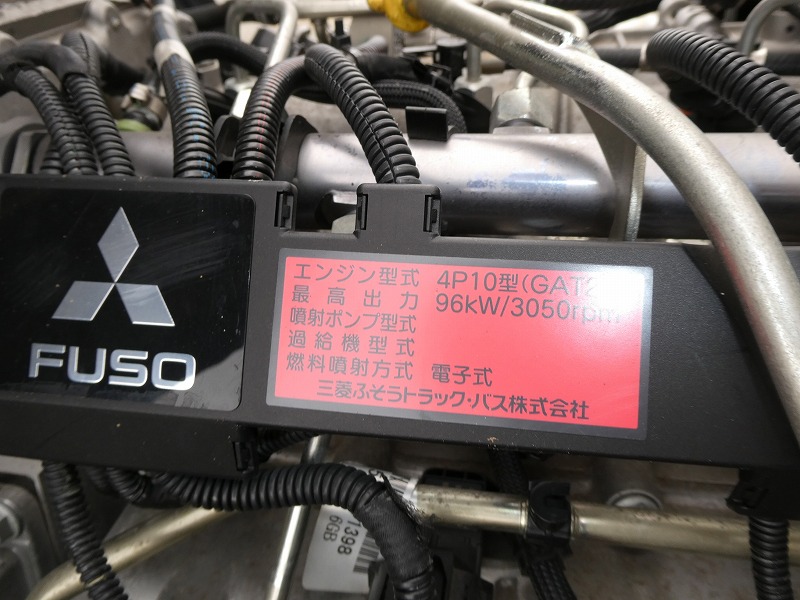 FUSO
エンジン型式 4P10型(GAT2
最高出力 96kW/3050rpm
噴射ポンプ型式
過給機型式
燃料噴射方式 電子式
三菱ふそうトラック・バス株式会社
1398
6GB